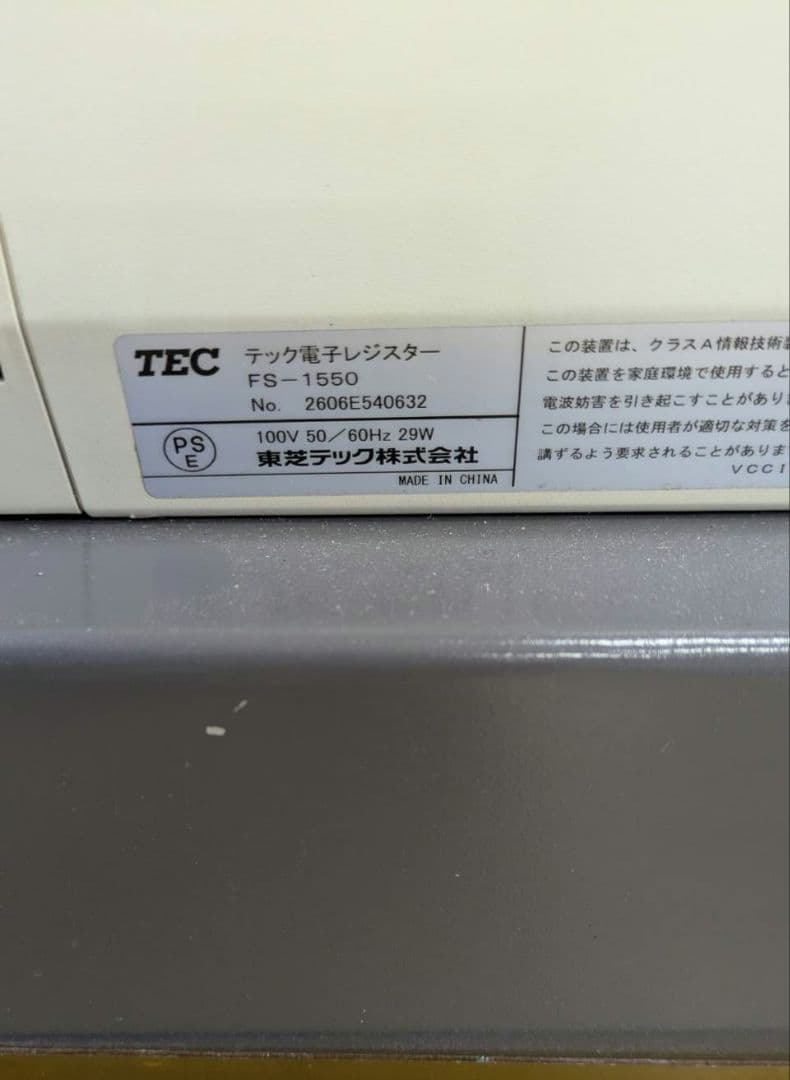 TEC テック電子レジスター
FS-1550
No. 2606E540632
PS E 100V 50/60Hz 29W
東芝テック株式会社
MADE IN CHINA
この装置は、クラスA情報技術
この装置を家庭環境で使用すると
電波妨害を引き起こすことがあり
この場合には使用者が適切な対策を
講ずるよう要求されることがありま
VCCI